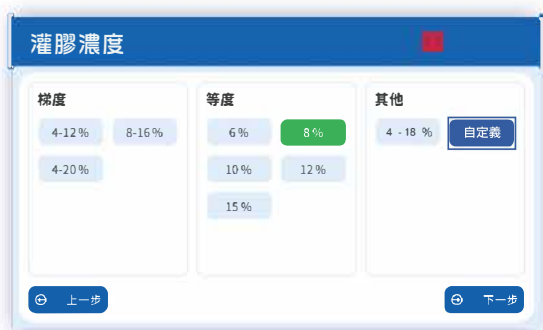 灌膠濃度
梯度
4-12%
8-16%
4-20%
等度
6%
8%
10%
12%
15%
其他
4 - 18 %
自定義
上一步
下一步